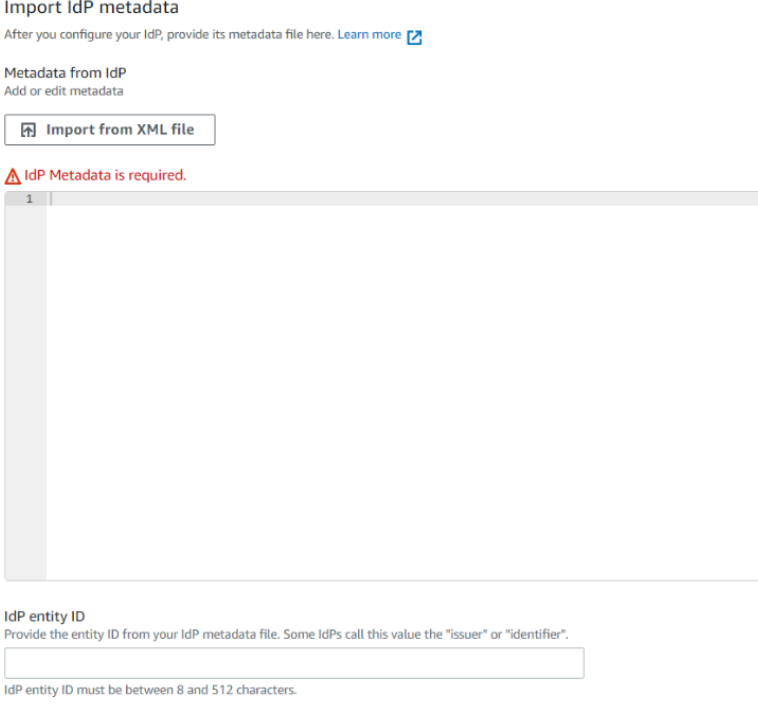 Import IdP metadata
After you configure your IdP, provide its metadata file here. Learn more
Metadata from IdP
Add or edit metadata
Import from XML file
IdP Metadata is required.
1
IdP entity ID
Provide the entity ID from your IdP metadata file. Some IdPs call this value the "issuer" or "identifier".
IdP entity ID must be between 8 and 512 characters.